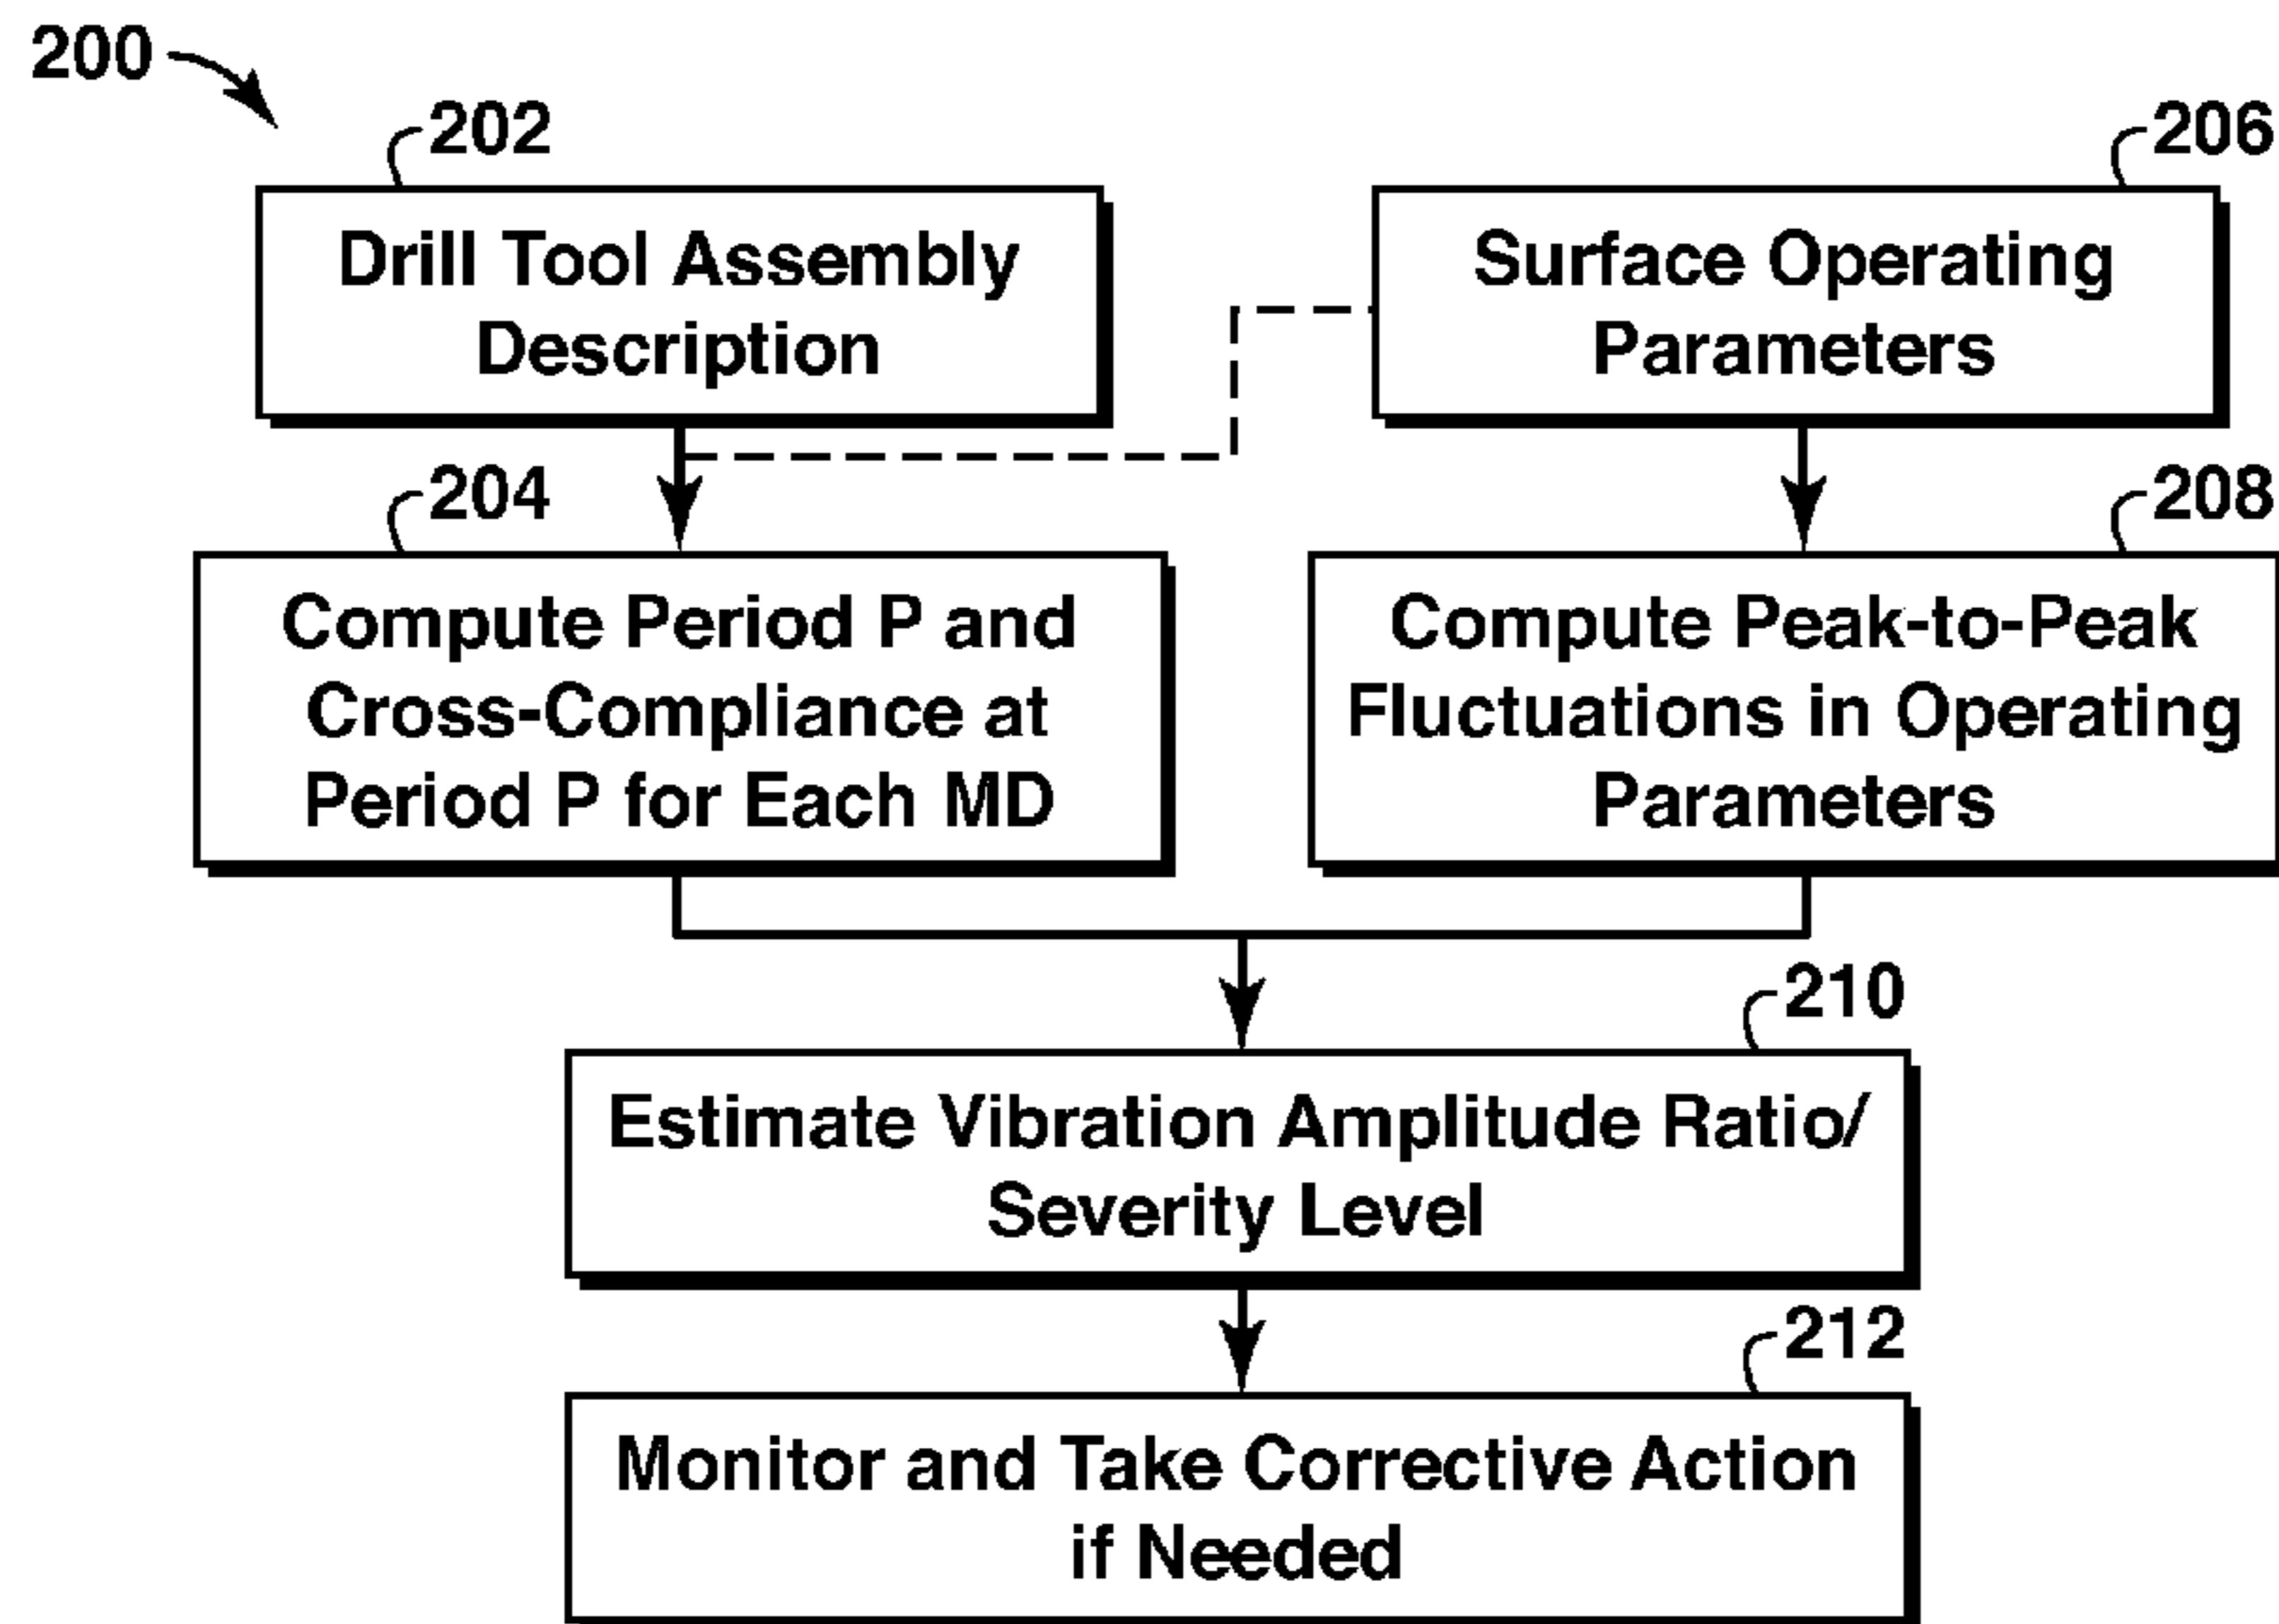 200
202
Drill Tool Assembly
Description
206
Surface Operating
Parameters
204
Compute Period P and
Cross-Compliance at
Period P for Each MD
208
Compute Peak-to-Peak
Fluctuations in Operating
Parameters
210
Estimate Vibration Amplitude Ratio/
Severity Level
212
Monitor and Take Corrective Action
if Needed